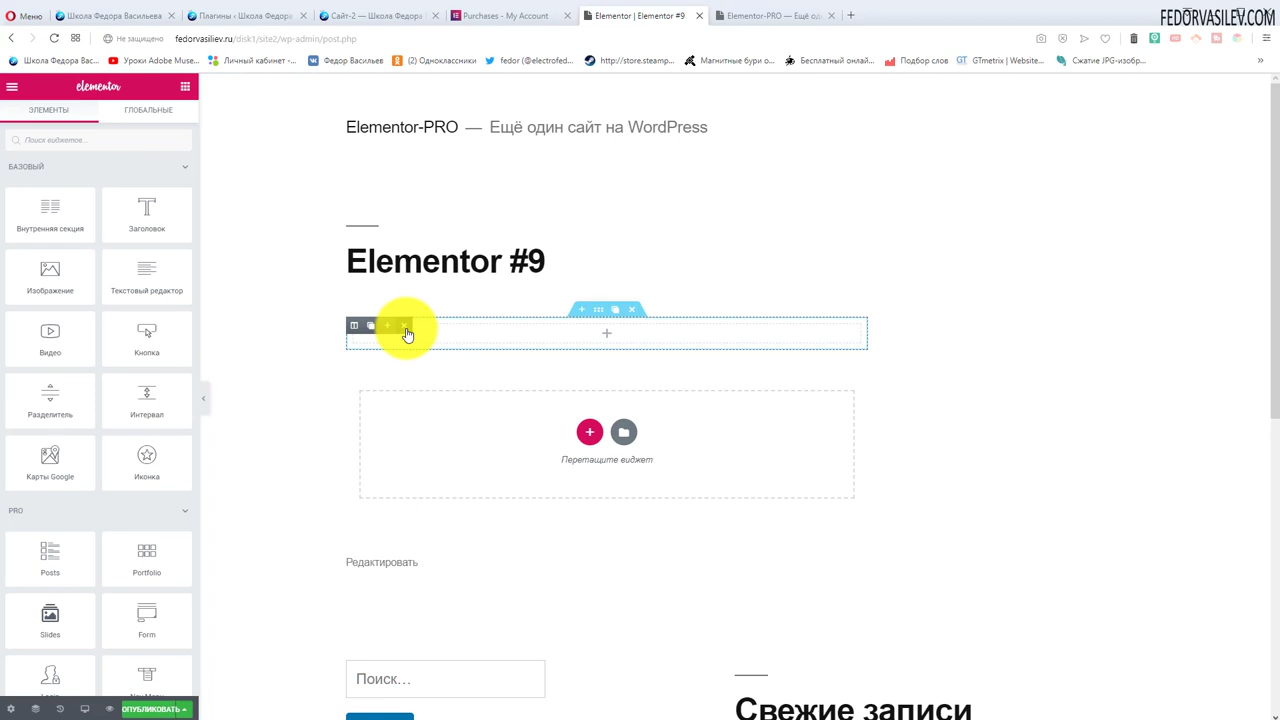 Меню
Школа Федора Васильева
Плагины ‹ Школа Федора
Сайт-2 — Школа Федора
Purchases - My Account
Elementor | Elementor #9
Elementor-PRO — Ещё од
FEDORVASILEV.COM
Не защищено
fedorvasiliev.ru/disk1/site2/wp-admin/post.php
Школа Федора Вас...
Уроки Adobe Muse...
Личный кабинет -...
Федор Васильев
(2) Одноклассники
fedor (@electrofed...
http://store.steamp...
Магнитные бури о...
Бесплатный онлай...
Подбор слов
GTmetrix | Website...
Сжатие JPG-изобр...
elementor
ЭЛЕМЕНТЫ
ГЛОБАЛЬНЫЕ
Поиск виджетов...
БАЗОВЫЙ
Внутренняя секция
Заголовок
Изображение
Текстовый редактор
Видео
Кнопка
Разделитель
Интервал
Карты Google
Иконка
PRO
Posts
Portfolio
Slides
Form
ОПУБЛИКОВАТЬ
Elementor-PRO — Ещё один сайт на WordPress
Elementor #9
Перетащите виджет
Редактировать
Поиск…
Свежие записи